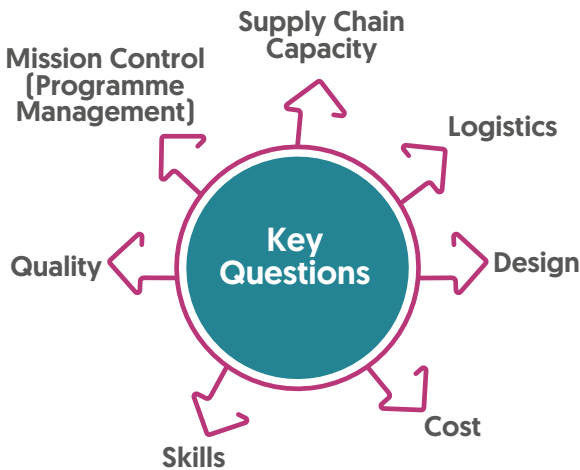 Supply Chain
Capacity
Mission Control
(Programme
Management)
Logistics
Key
Questions
Quality
Design
Cost
Skills